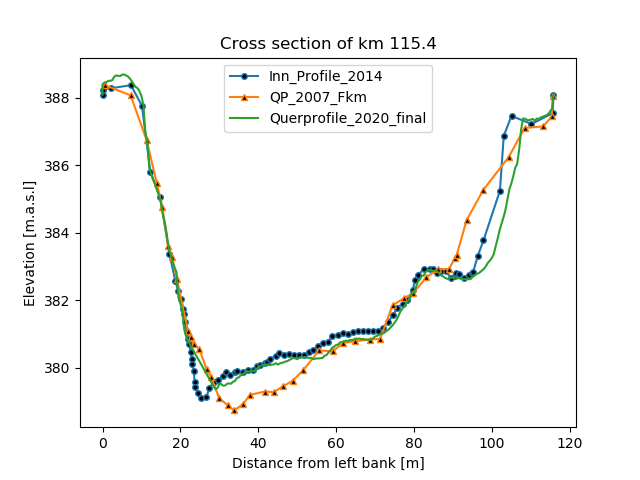 Cross section of km 115.4
Inn_Profile_2014
QP_2007_Fkm
Querprofile_2020_final
Elevation [m.a.s.l]
388
386
384
382
380
0 20 40 60 80 100 120
Distance from left bank [m]